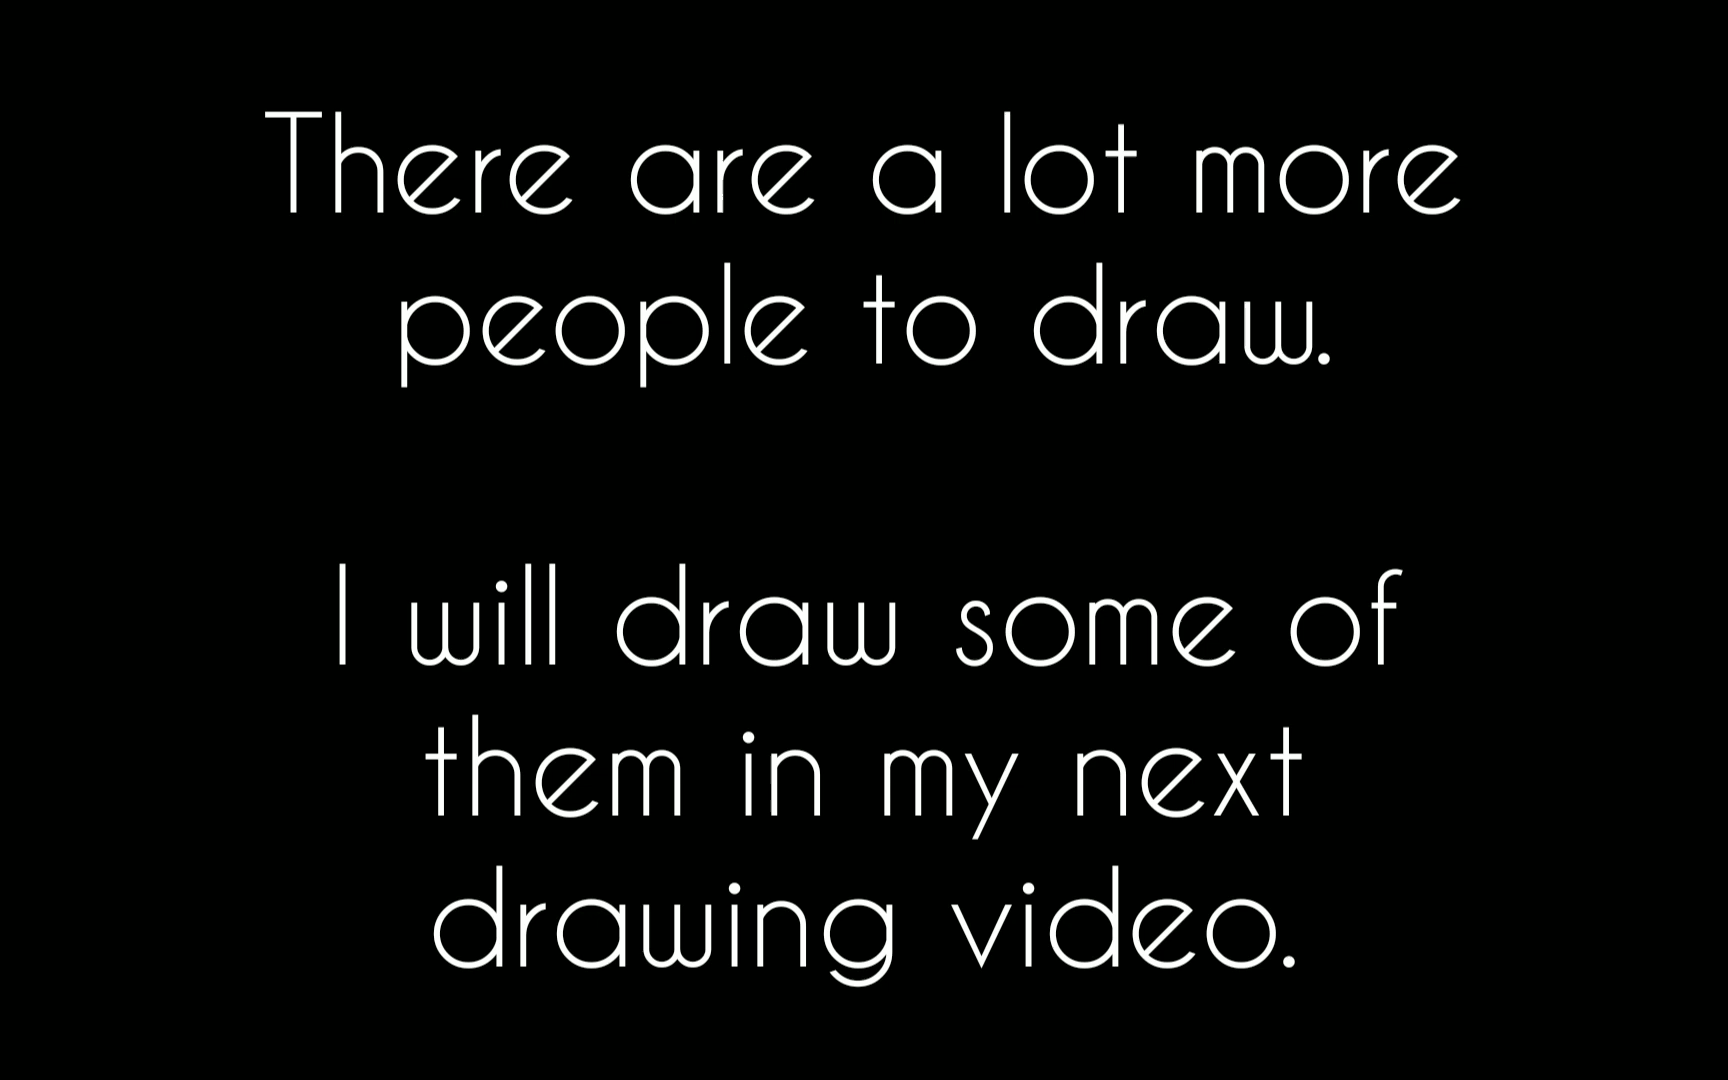 There are a lot more
people to draw.
I will draw some of
them in my next
drawing video.